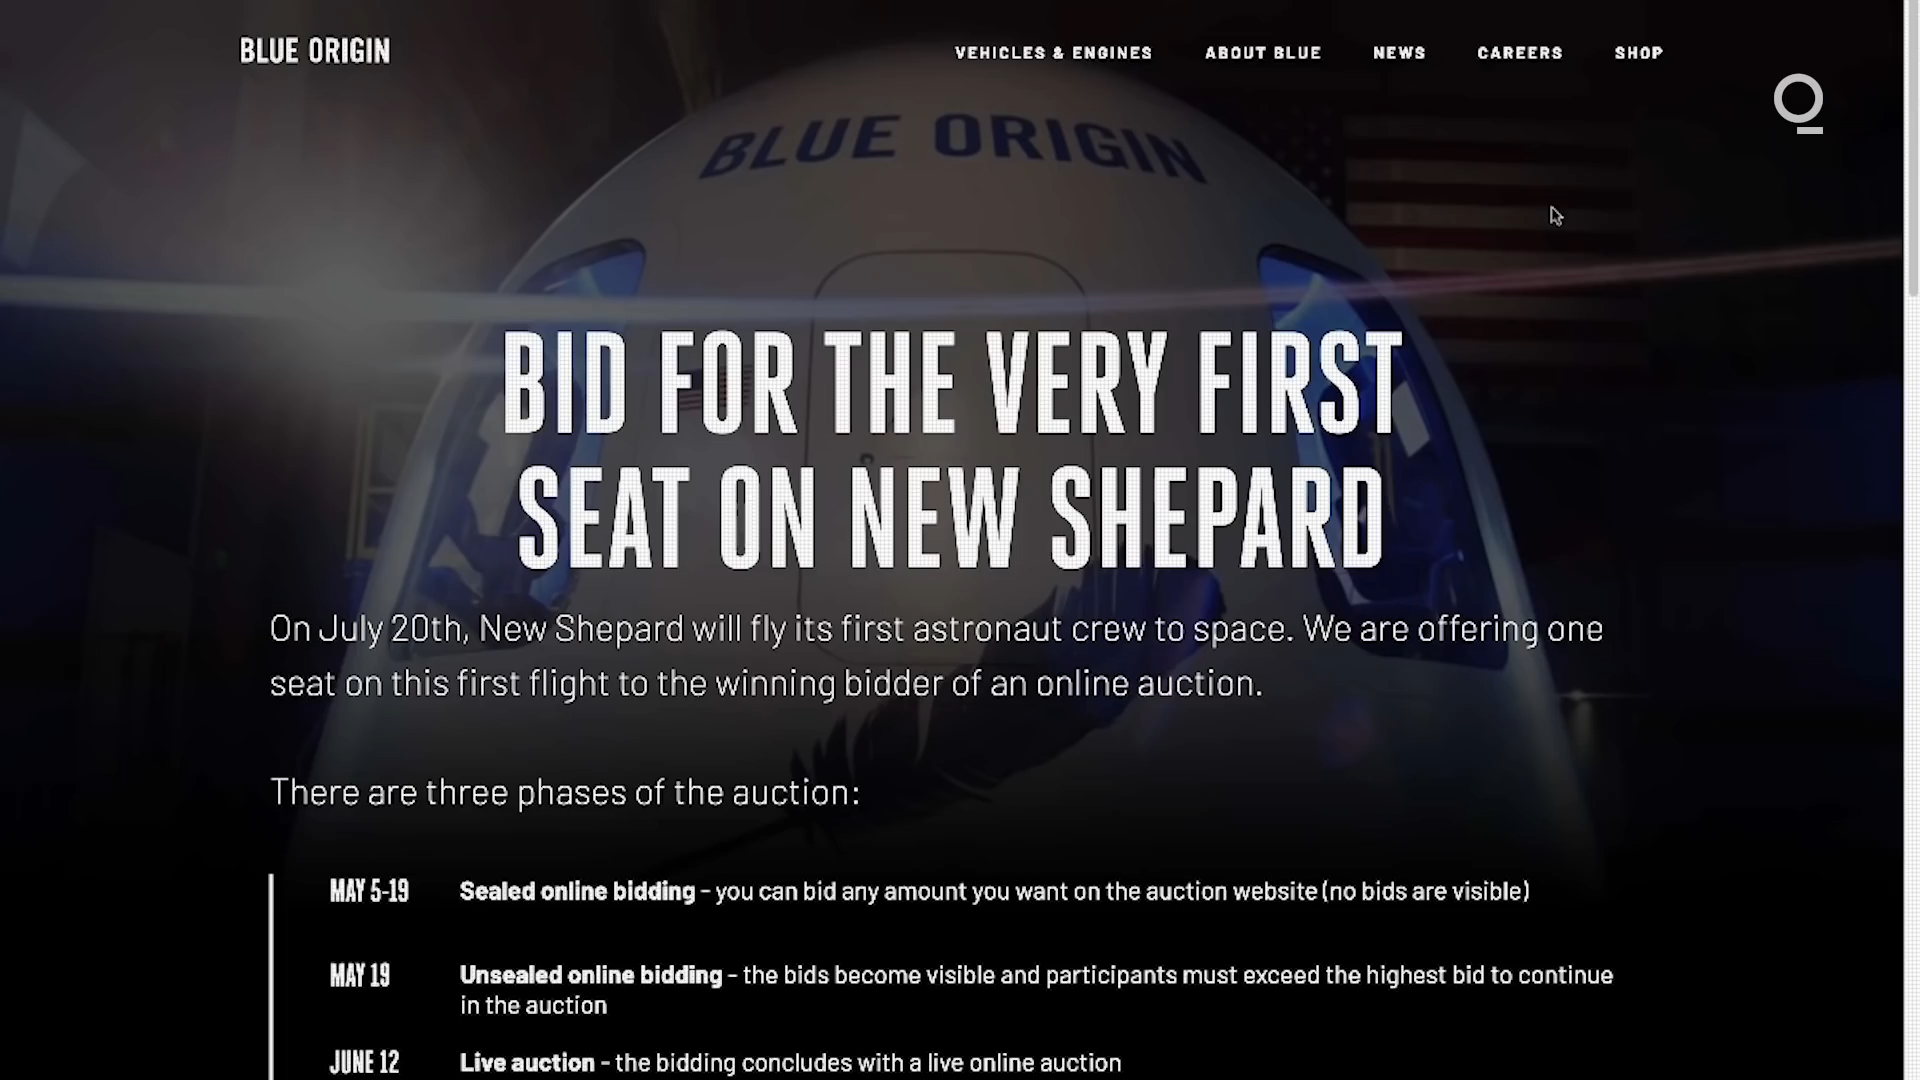 BLUE ORIGIN
VEHICLES & ENGINES ABOUT BLUE NEWS CAREERS SHOP
BLUE ORIGIN
BID FOR THE VERY FIRST
SEAT ON NEW SHEPARD
On July 20th, New Shepard will fly its first astronaut crew to space. We are offering one
seat on this first flight to the winning bidder of an online auction.
There are three phases of the auction:
MAY 5-19 Sealed online bidding - you can bid any amount you want on the auction website (no bids are visible)
MAY 19 Unsealed online bidding - the bids become visible and participants must exceed the highest bid to continue
in the auction
JUNE 12 Live auction - the bidding concludes with a live online auction